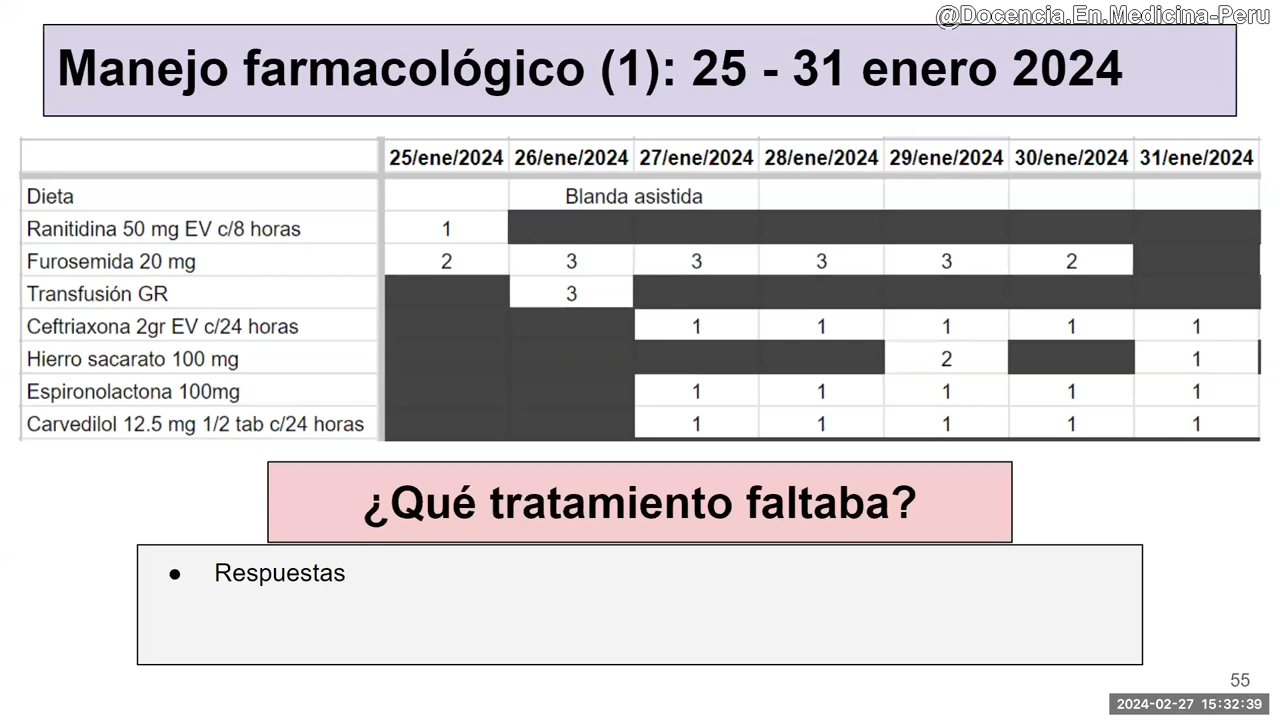 @Docencia.En.Medicina-Peru
Manejo farmacológico (1): 25 - 31 enero 2024
25/ene/2024 26/ene/2024 27/ene/2024 28/ene/2024 29/ene/2024 30/ene/2024 31/ene/2024
Dieta Blanda asistida
Ranitidina 50 mg EV c/8 horas 1
Furosemida 20 mg 2 3 3 3 3 2
Transfusión GR 3
Ceftriaxona 2gr EV c/24 horas 1 1 1 1 1
Hierro sacarato 100 mg 2 1
Espironolactona 100mg 1 1 1 1 1
Carvedilol 12.5 mg 1/2 tab c/24 horas 1 1 1 1 1
¿Qué tratamiento faltaba?
● Respuestas
55
2024-02-27 15:32:39